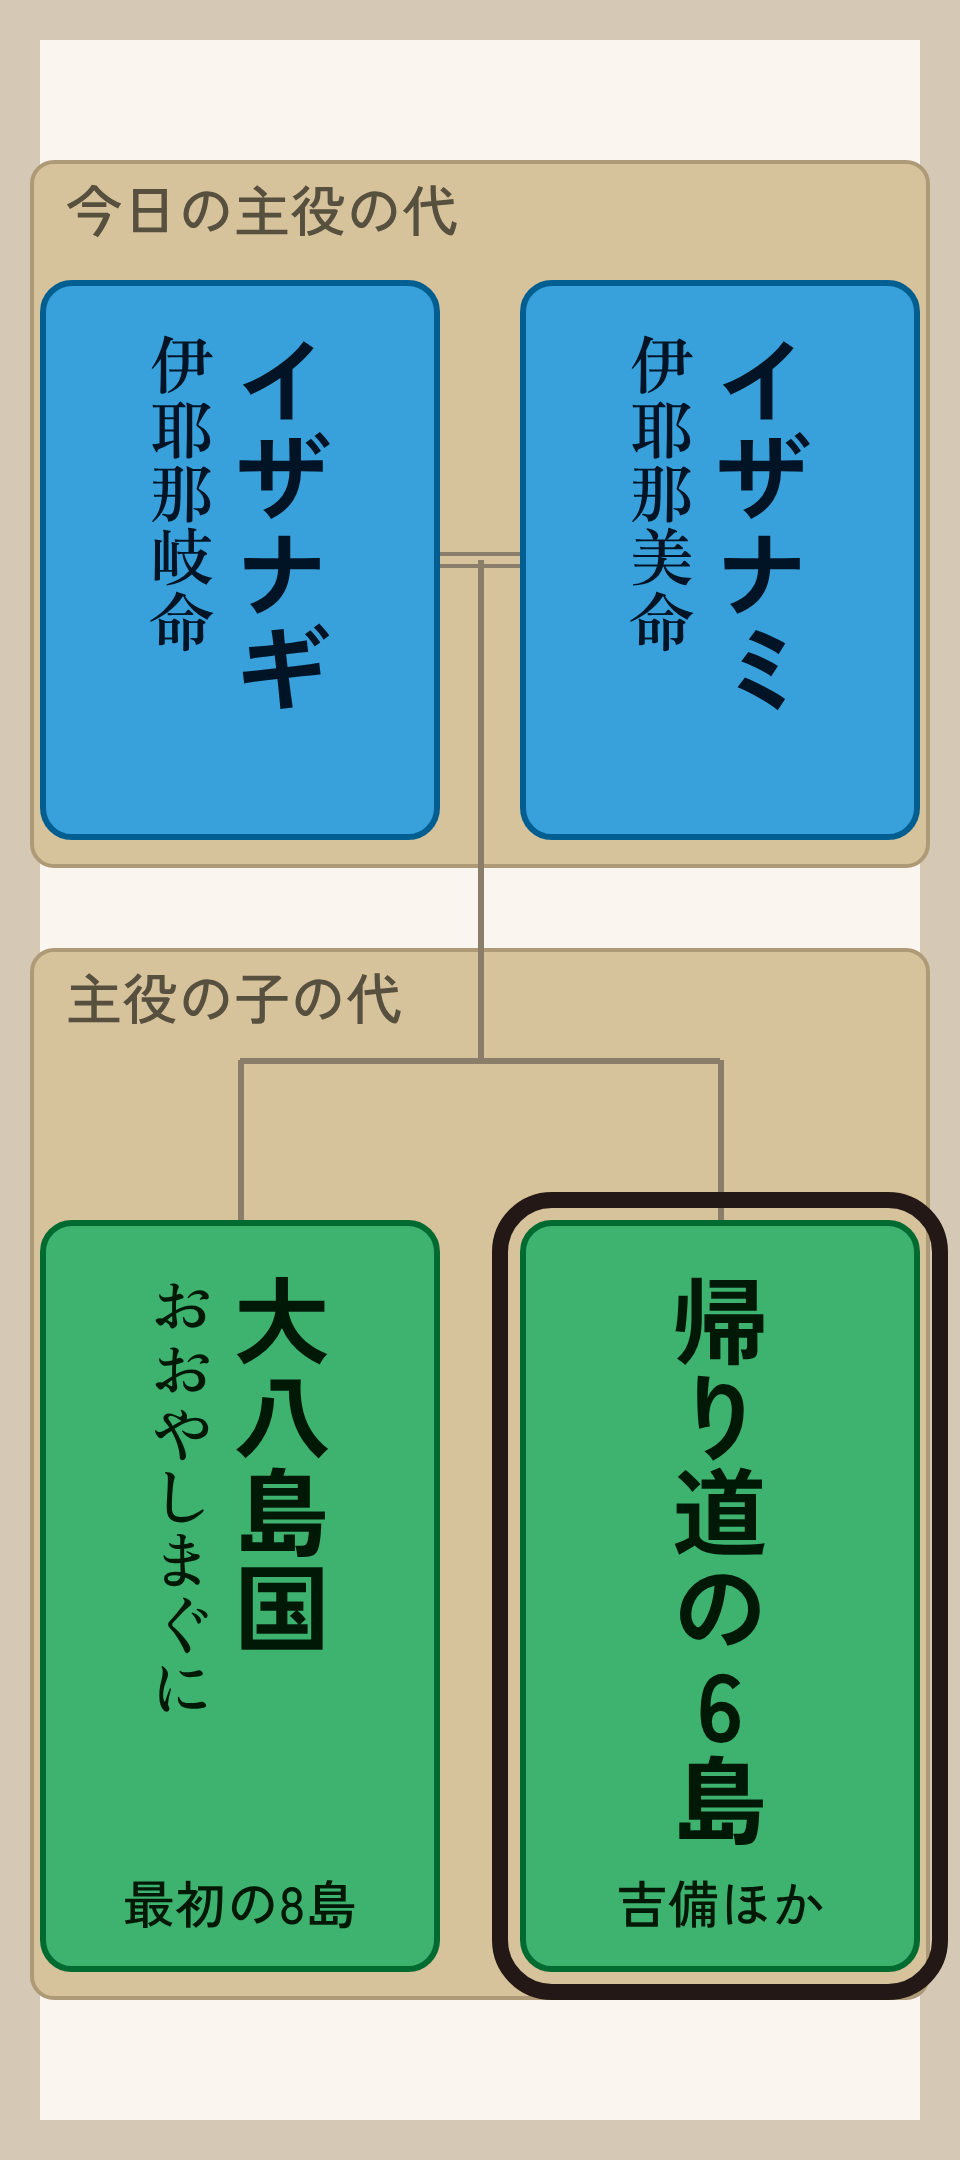 今日の主役の代
イザナギ
伊耶那岐命
イザナミ
伊耶那美命
主役の子の代
大八島国
おおやしまぐに
最初の8島
帰り道の6島
吉備ほか